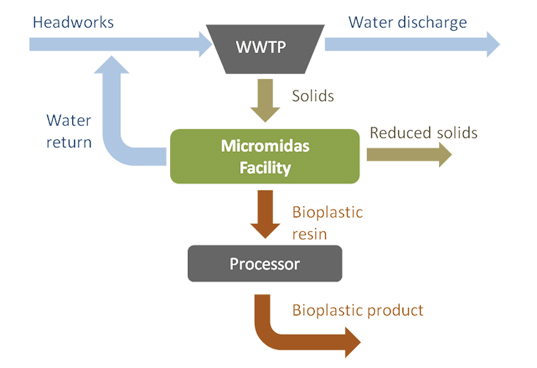 Headworks
Water discharge
WWTP
Solids
Water
return
Micromidas
Facility
Reduced solids
Bioplastic
resin
Processor
Bioplastic product